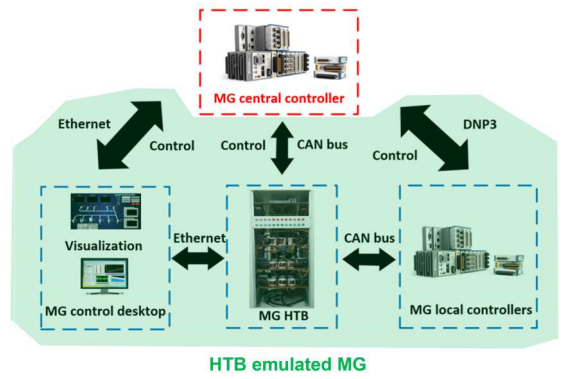 MG central controller
Ethernet
Control
Control
CAN bus
DNP3
Control
Visualization
MG control desktop
Ethernet
MG HTB
CAN bus
MG local controllers
HTB emulated MG